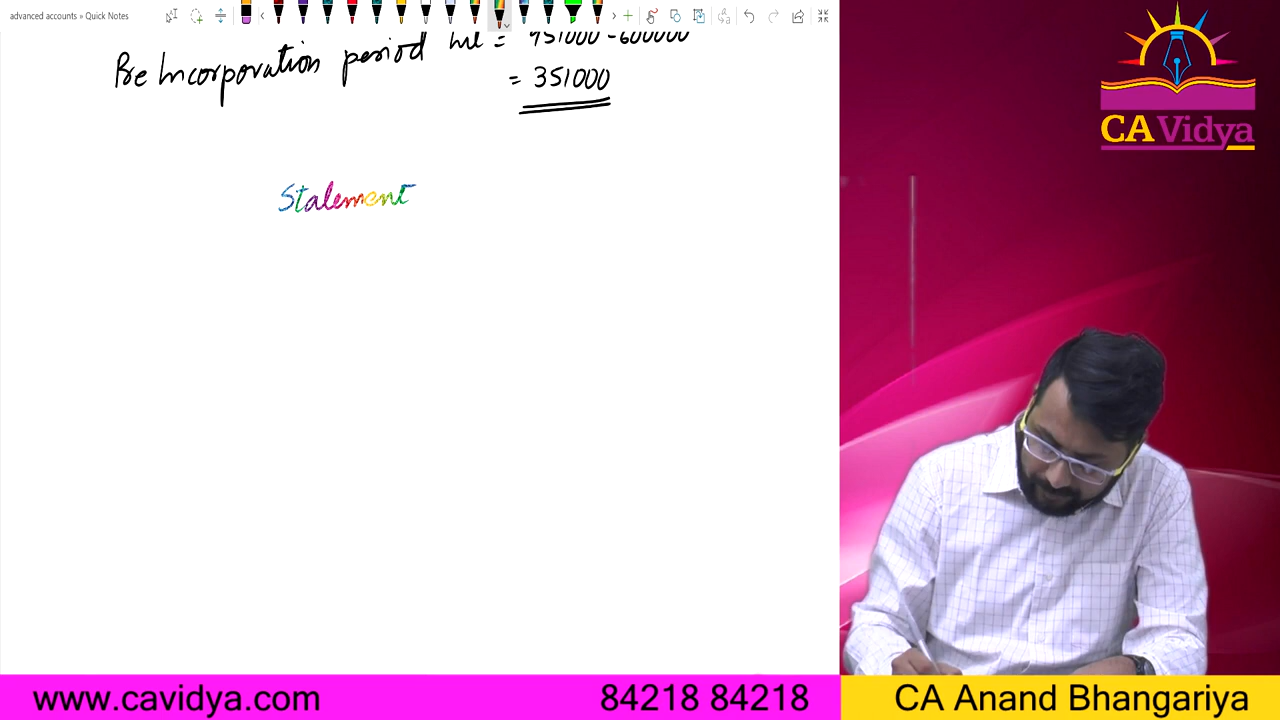 advanced accounts » Quick Notes
Pre Incorporation period
= 351000
Statement
CA Vidya
www.cavidya.com
84218 84218
CA Anand Bhangariya